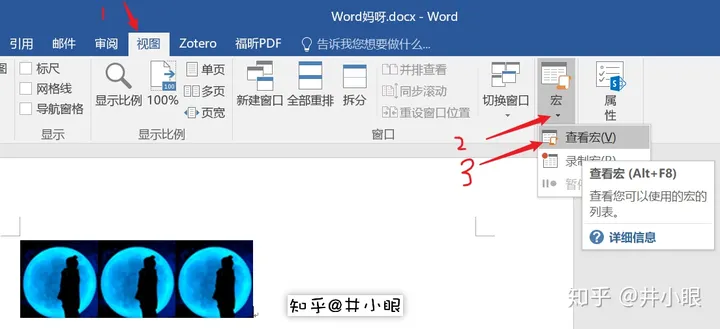 Word妈呀.docx - Word
1
引用 邮件 审阅 视图 Zotero 福昕PDF 告诉我您想要做什么...
标尺
网格线
导航窗格
显示
显示比例
100%
100
单页
多页
页宽
显示比例
新建窗口 全部重排 拆分
并排查看
同步滚动
重设窗口位置
窗口
切换窗口
宏
属性
2
3
查看宏(V)
录制宏(R)
暂停
查看宏 (Alt+F8)
查看您可以使用的宏的
列表。
详细信息
知乎@井小眼
知乎 @井小眼